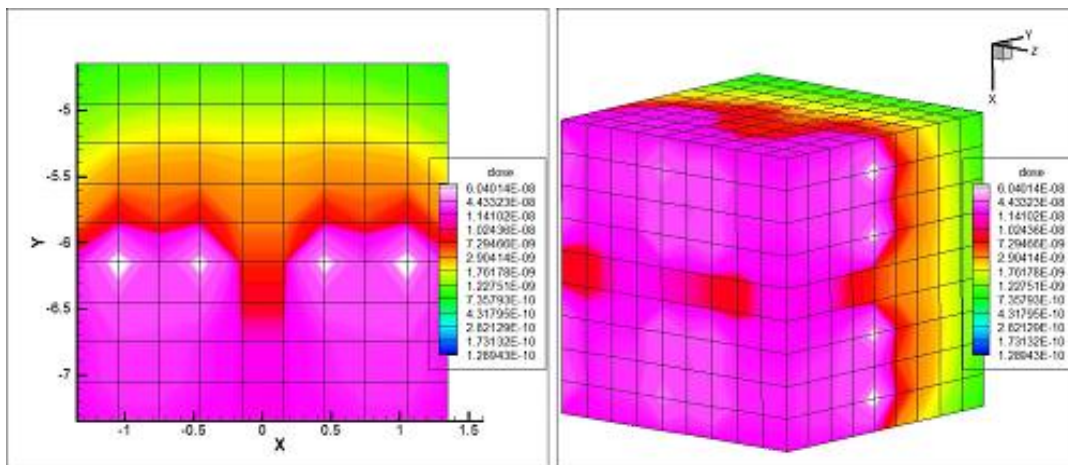 -5
-5.5
-6
-6.5
-7
Y
-1
-0.5
0
0.5
1
1.5
X
dose
6.04014E-08
4.43323E-08
1.14102E-08
1.02436E-08
7.29466E-09
2.90414E-09
1.76178E-09
1.22751E-09
7.35793E-10
4.31795E-10
2.82129E-10
1.73132E-10
1.28943E-10
Y
Z
X
dose
6.04014E-08
4.43323E-08
1.14102E-08
1.02436E-08
7.29466E-09
2.90414E-09
1.76178E-09
1.22751E-09
7.35793E-10
4.31795E-10
2.82129E-10
1.73132E-10
1.28943E-10